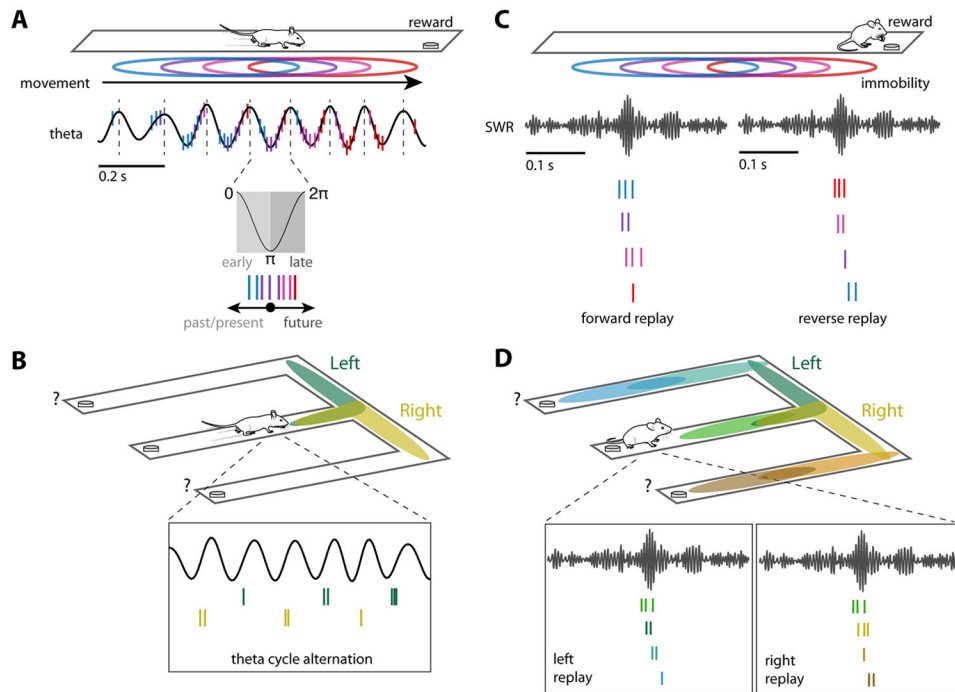 A
reward
movement
theta
0.2 s
0
2π
early
π
late
past/present
future
B
Left
Right
?
?
theta cycle alternation
C
reward
immobility
SWR
0.1 s
0.1 s
forward replay
reverse replay
D
Left
Right
?
?
left
replay
right
replay